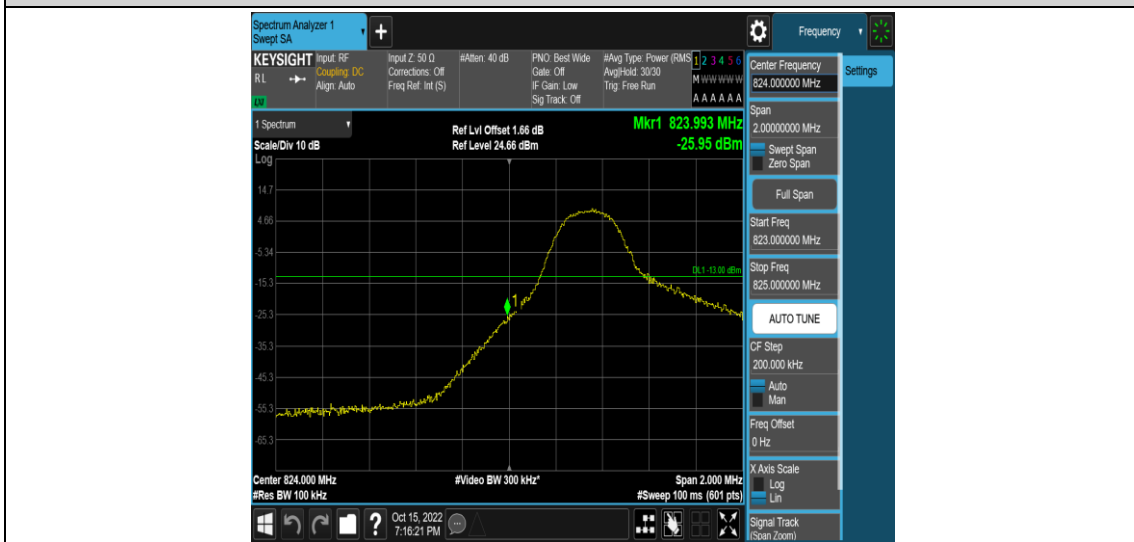 Spectrum Analyzer 1
Swept SA
+
Frequency
KEYSIGHT
RL
Input: RF
Coupling: DC
Align: Auto
Input Z: 50 Ω
Corrections: Off
Freq Ref: Int (S)
#Atten: 40 dB
PNO: Best Wide
Gate: Off
IF Gain: Low
Sig Track: Off
#Avg Type: Power (RMS
Avg|Hold: 30/30
Trig: Free Run
1 2 3 4 5 6
M W W W W W
A A A A A A
Center Frequency
824.000000 MHz
Settings
Span
2.00000000 MHz
Swept Span
Zero Span
Full Span
Start Freq
823.000000 MHz
Stop Freq
825.000000 MHz
AUTO TUNE
CF Step
200.000 kHz
Auto
Man
Freq Offset
0 Hz
X Axis Scale
Log
Lin
Signal Track
(Span Zoom)
1 Spectrum
Scale/Div 10 dB
Ref Lvl Offset 1.66 dB
Ref Level 24.66 dBm
Mkr1 823.993 MHz
-25.95 dBm
Log
14.7
4.66
-5.34
DL1 -13.00 dBm
-15.3
1
-25.3
-35.3
-45.3
-55.3
-65.3
Center 824.000 MHz
#Video BW 300 kHz*
Span 2.000 MHz
#Res BW 100 kHz
#Sweep 100 ms (601 pts)
?
Oct 15, 2022
7:16:21 PM